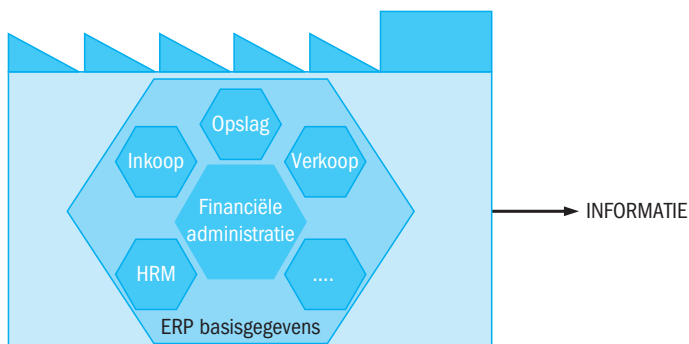 Opslag
Inkoop
Verkoop
Financiële
administratie
INFORMATIE
HRM
....
ERP basisgegevens